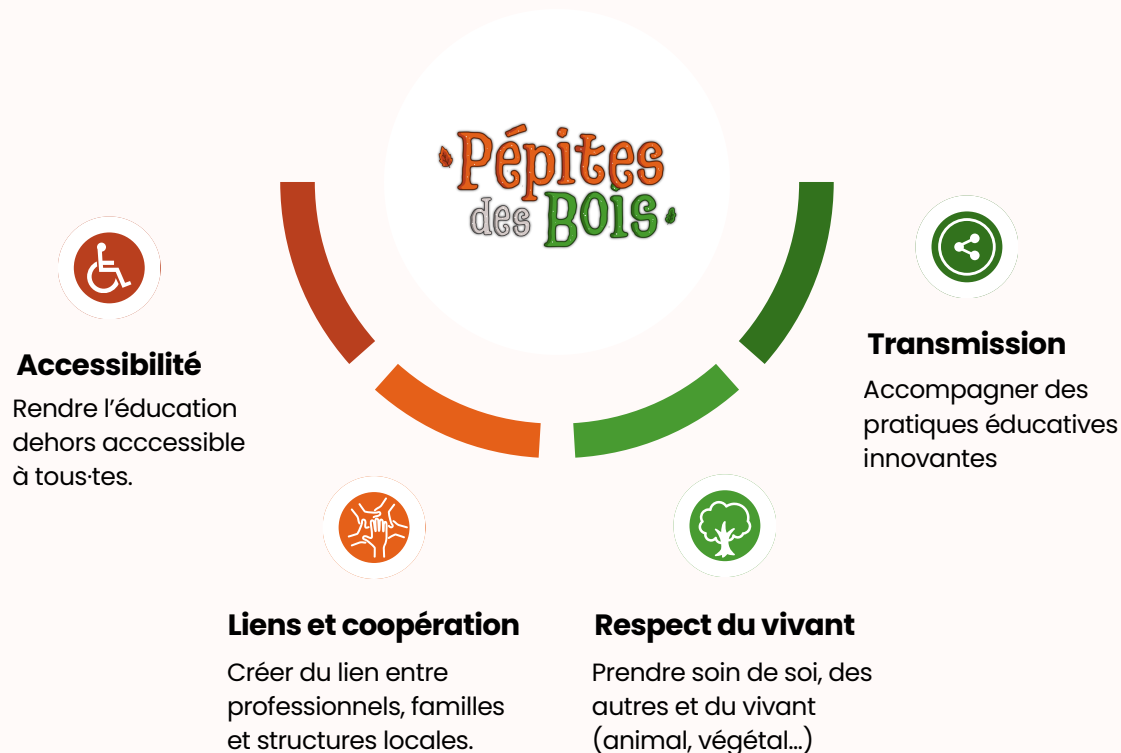 Pépites
des Bois
Accessibilité
Rendre l’éducation
dehors acccessible
à tous·tes.
Liens et coopération
Créer du lien entre
professionnels, familles
et structures locales.
Respect du vivant
Prendre soin de soi, des
autres et du vivant
(animal, végétal...)
Transmission
Accompagner des
pratiques éducatives
innovantes